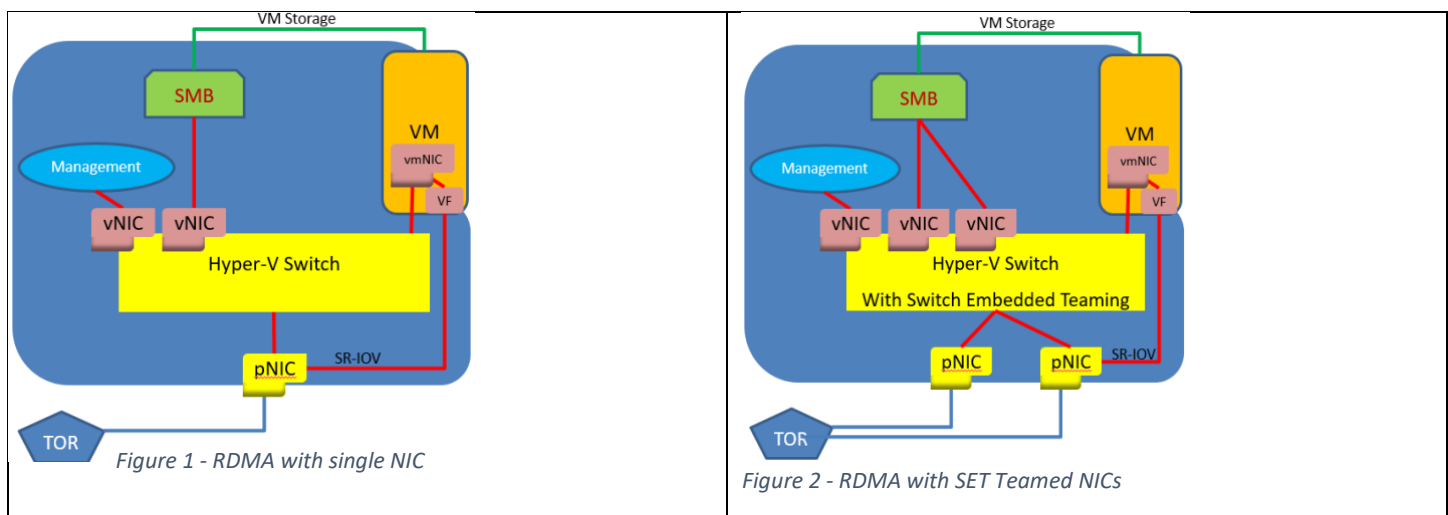 VM Storage
SMB
VM
vmNIC
Management
VF
vNIC
vNIC
Hyper-V Switch
SR-IOV
pNIC
TOR
Figure 1 - RDMA with single NIC
VM Storage
SMB
VM
vmNIC
Management
VF
vNIC
vNIC
vNIC
Hyper-V Switch
With Switch Embedded Teaming
pNIC
pNIC
SR-IOV
TOR
Figure 2 - RDMA with SET Teamed NICs